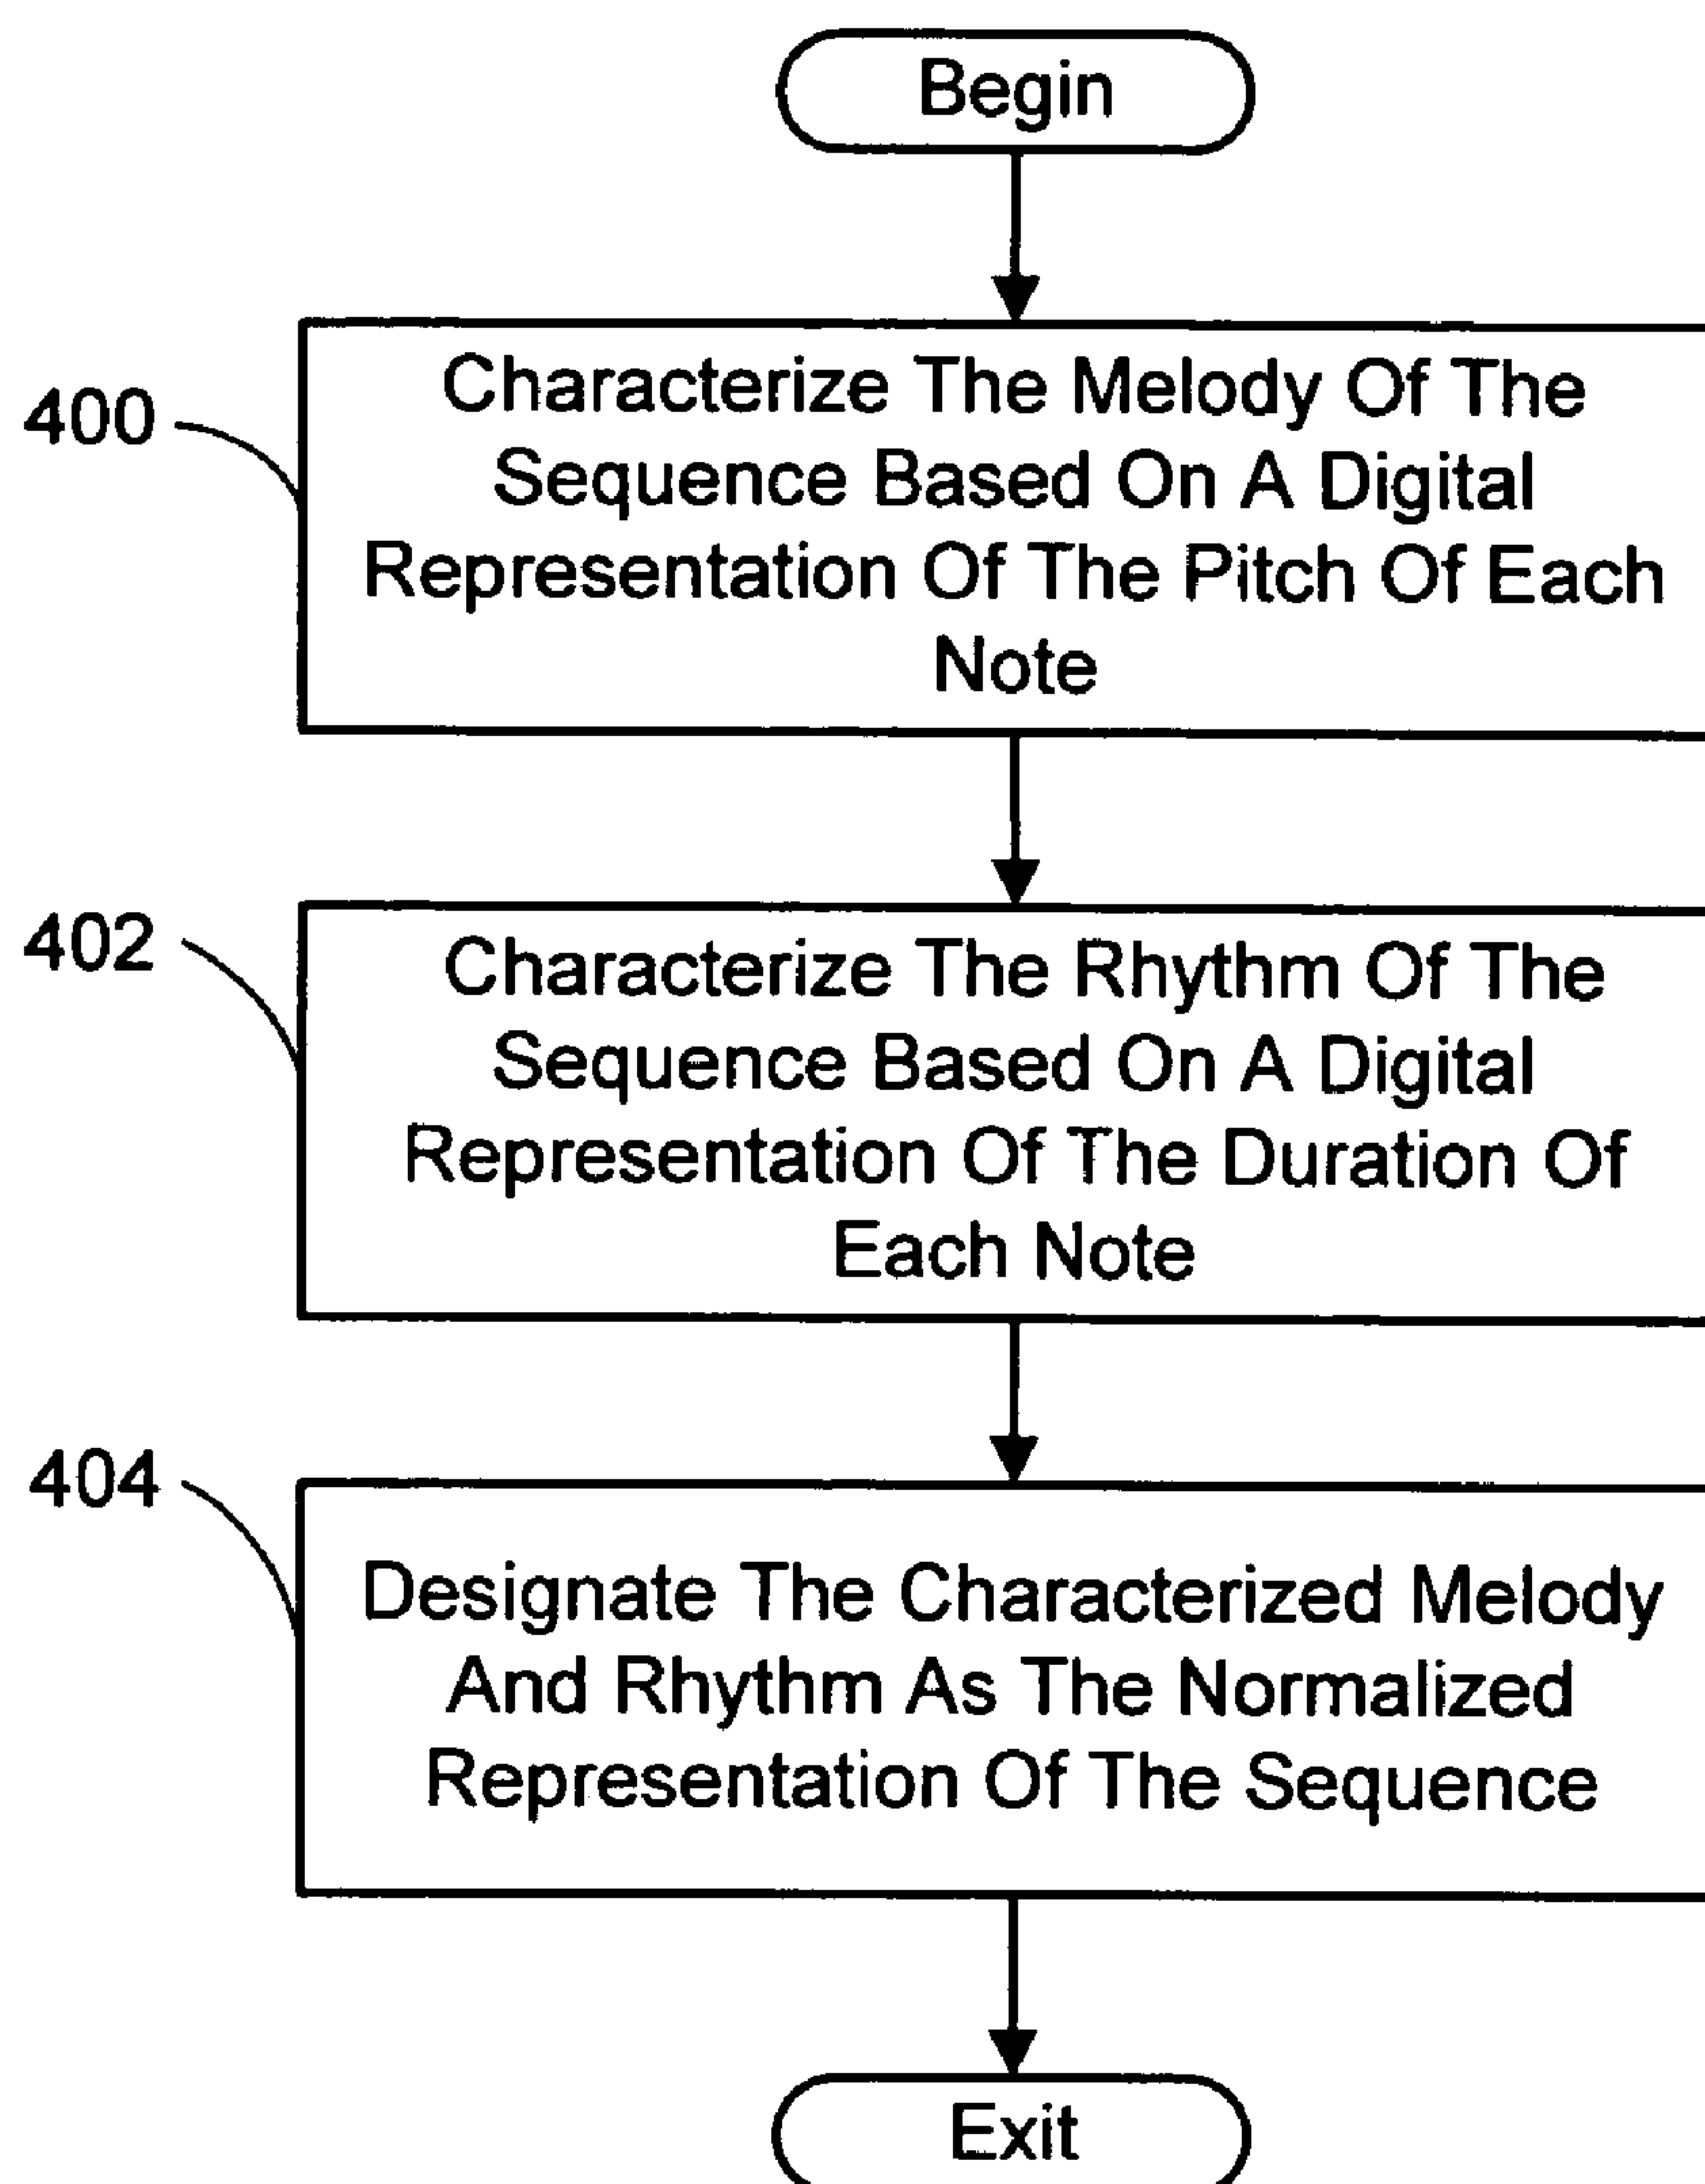 Begin
400
Characterize The Melody Of The
Sequence Based On A Digital
Representation Of The Pitch Of Each
Note
402
Characterize The Rhythm Of The
Sequence Based On A Digital
Representation Of The Duration Of
Each Note
404
Designate The Characterized Melody
And Rhythm As The Normalized
Representation Of The Sequence
Exit